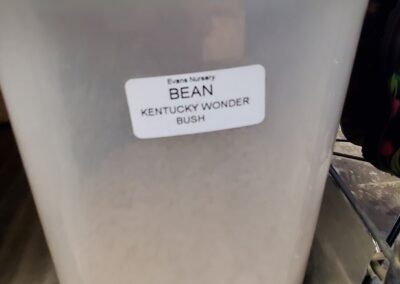 Evans Nursery
BEAN
KENTUCKY WONDER
BUSH